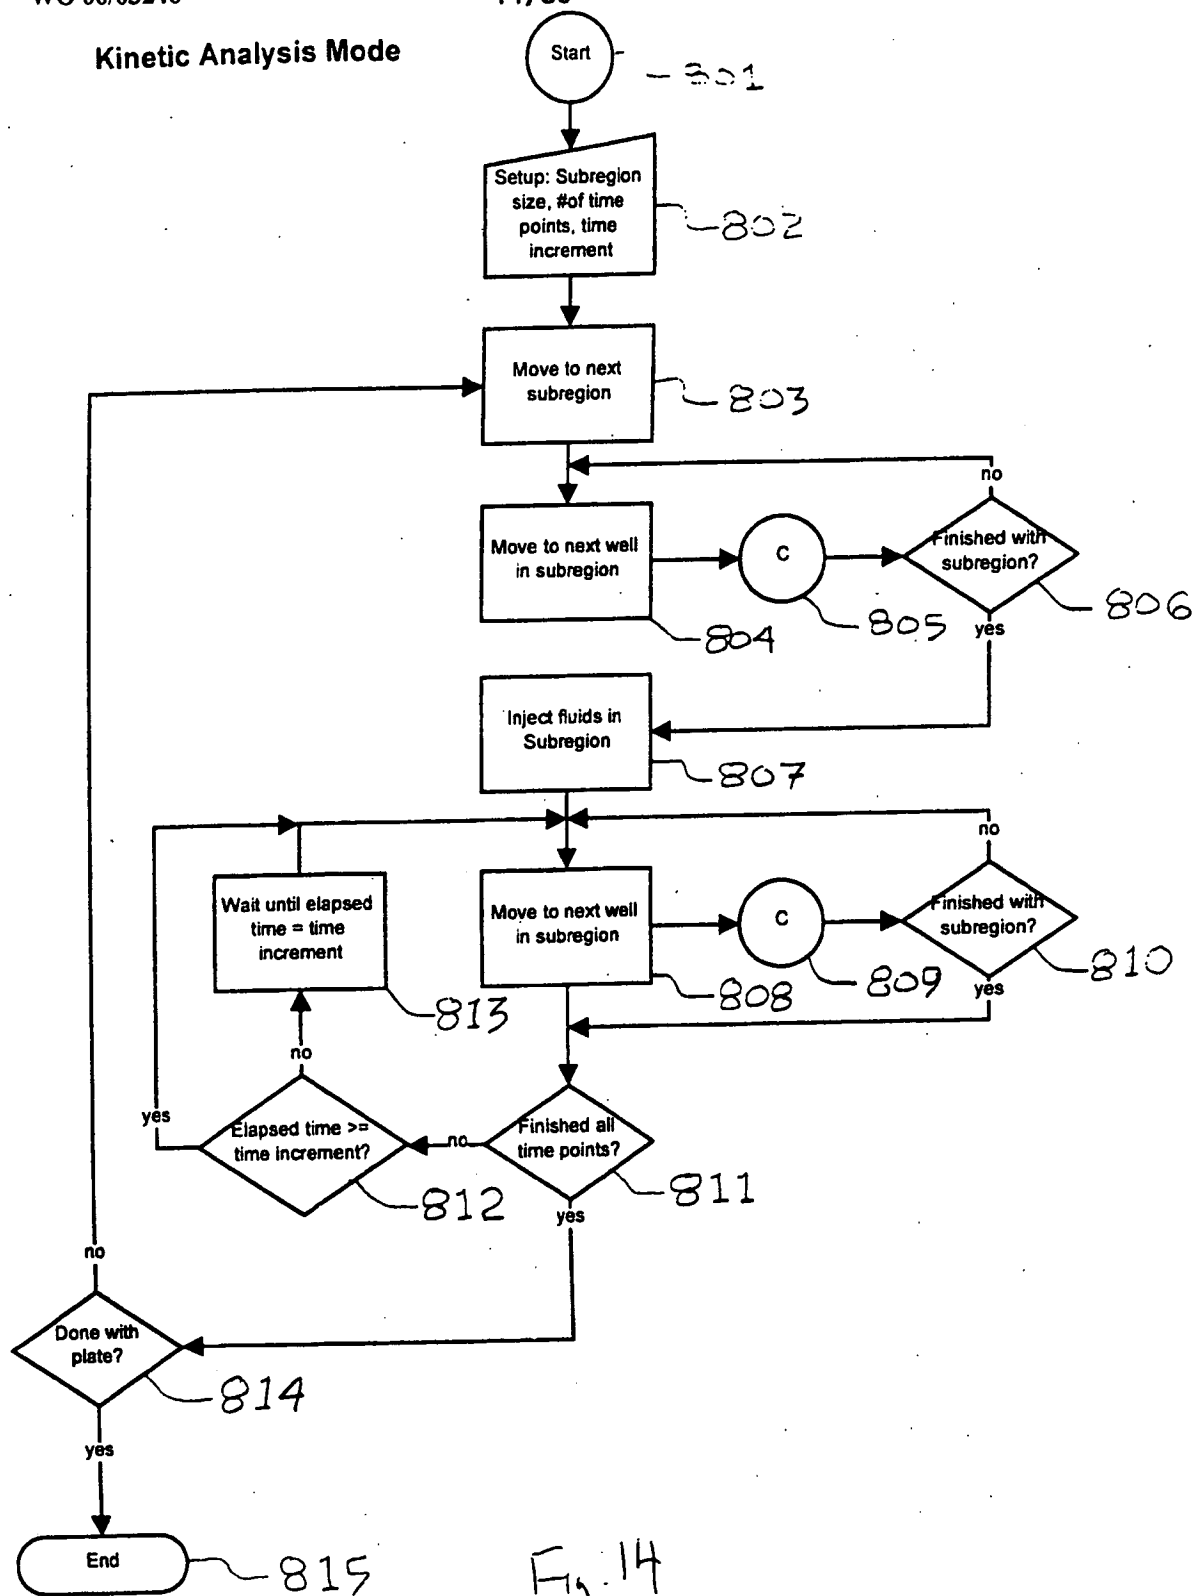 Kinetic Analysis Mode
Start
801
Setup: Subregion
size, #of time
points, time
increment
802
Move to next
subregion
803
no
Move to next well
in subregion
C
Finished with
subregion?
804
805
806
yes
Inject fluids in
Subregion
807
no
Wait until elapsed
time = time
increment
Move to next well
in subregion
C
Finished with
subregion?
813
808
809
810
yes
no
yes
Elapsed time >=
time increment?
no
Finished all
time points?
812
811
yes
no
Done with
plate?
814
yes
End
815
Fig. 14